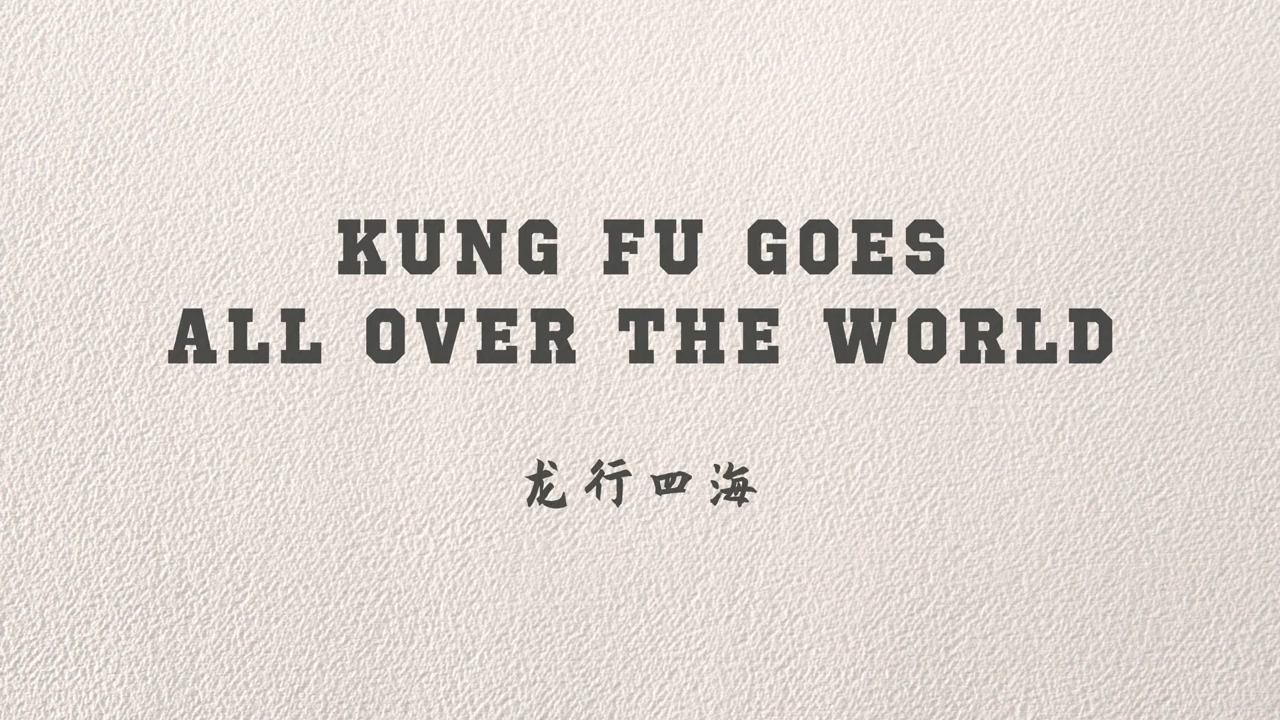 KUNG FU GOES
ALL OVER THE WORLD
龙行四海